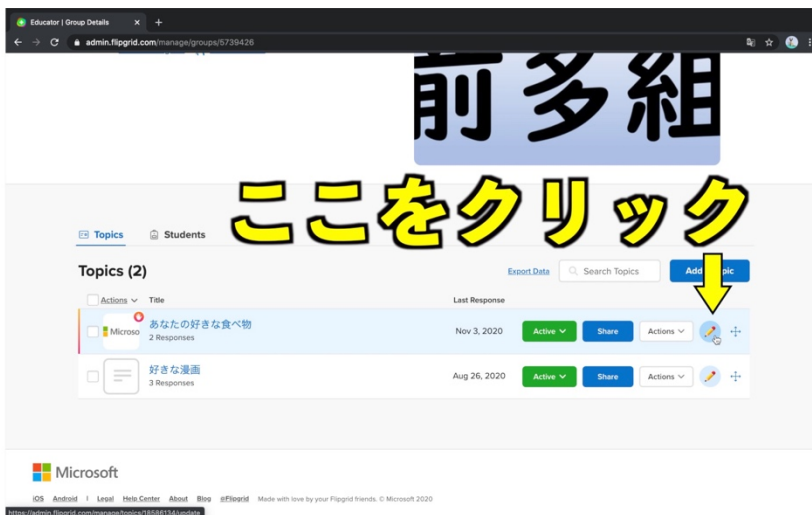 Educator | Group Details
admin.flipgrid.com/manage/groups/5739426
前多組
ここをクリック
Topics Students
Topics (2)
Export Data Search Topics
Actions Title Last Response
Microso あなたの好きな食べ物 Nov 3, 2020 Active Share Actions
2 Responses
好きな漫画 Aug 26, 2020 Active Share Actions
3 Responses
Microsoft
iOS Android | Legal Help Center About Blog #Flipgrid Made with love by your Flipgrid friends. © Microsoft 2020
https://admin.flipgrid.com/manage/topics/18586134/update